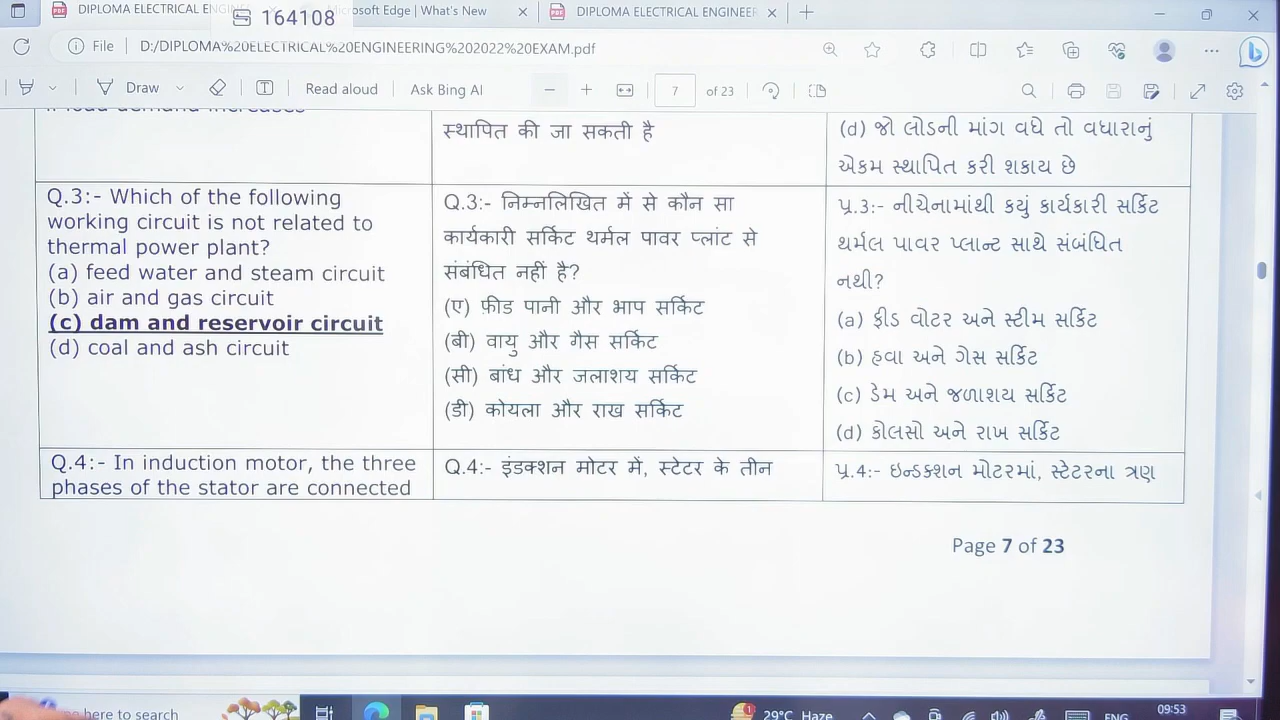 DIPLOMA ELECTRICAL ENGINE
164108
icrosoft Edge | What's New
DIPLOMA ELECTRICAL ENGINEER
File
D:/DIPLOMA%20ELECTRICAL%20ENGINEERING%202022%20EXAM.pdf
Draw
Read aloud
Ask Bing AI
7
of 23
if load demand increases
स्थापित की जा सकती है
(d) જો લોડની માંગ વધે તો વધારાનું
એકમ સ્થાપિત કરી શકાય છે
Q.3:- Which of the following
working circuit is not related to
thermal power plant?
(a) feed water and steam circuit
(b) air and gas circuit
(c) dam and reservoir circuit
(d) coal and ash circuit
Q.3:- निम्नलिखित में से कौन सा
कार्यकारी सर्किट थर्मल पावर प्लांट से
संबंधित नहीं है?
(ए) फ़ीड पानी और भाप सर्किट
(बी) वायु और गैस सर्किट
(सी) बांध और जलाशय सर्किट
(डी) कोयला और राख सर्किट
પ્ર.3:- નીચેનામાંથી કયું કાર્યકારી સર્કિટ
થર્મલ પાવર પ્લાન્ટ સાથે સંબંધિત
નથી?
(a) ફીડ વોટર અને સ્ટીમ સર્કિટ
(b) હવા અને ગેસ સર્કિટ
(c) ડેમ અને જળાશય સર્કિટ
(d) કોલસો અને રાખ સર્કિટ
Q.4:- In induction motor, the three
phases of the stator are connected
Q.4:- इंडक्शन मोटर में, स्टेटर के तीन
પ્ર.4:- ઇન્ડક્શન મોટરમાં, સ્ટેટરના ત્રણ
Page 7 of 23
here to search
29°C Haze
ENG
09:53